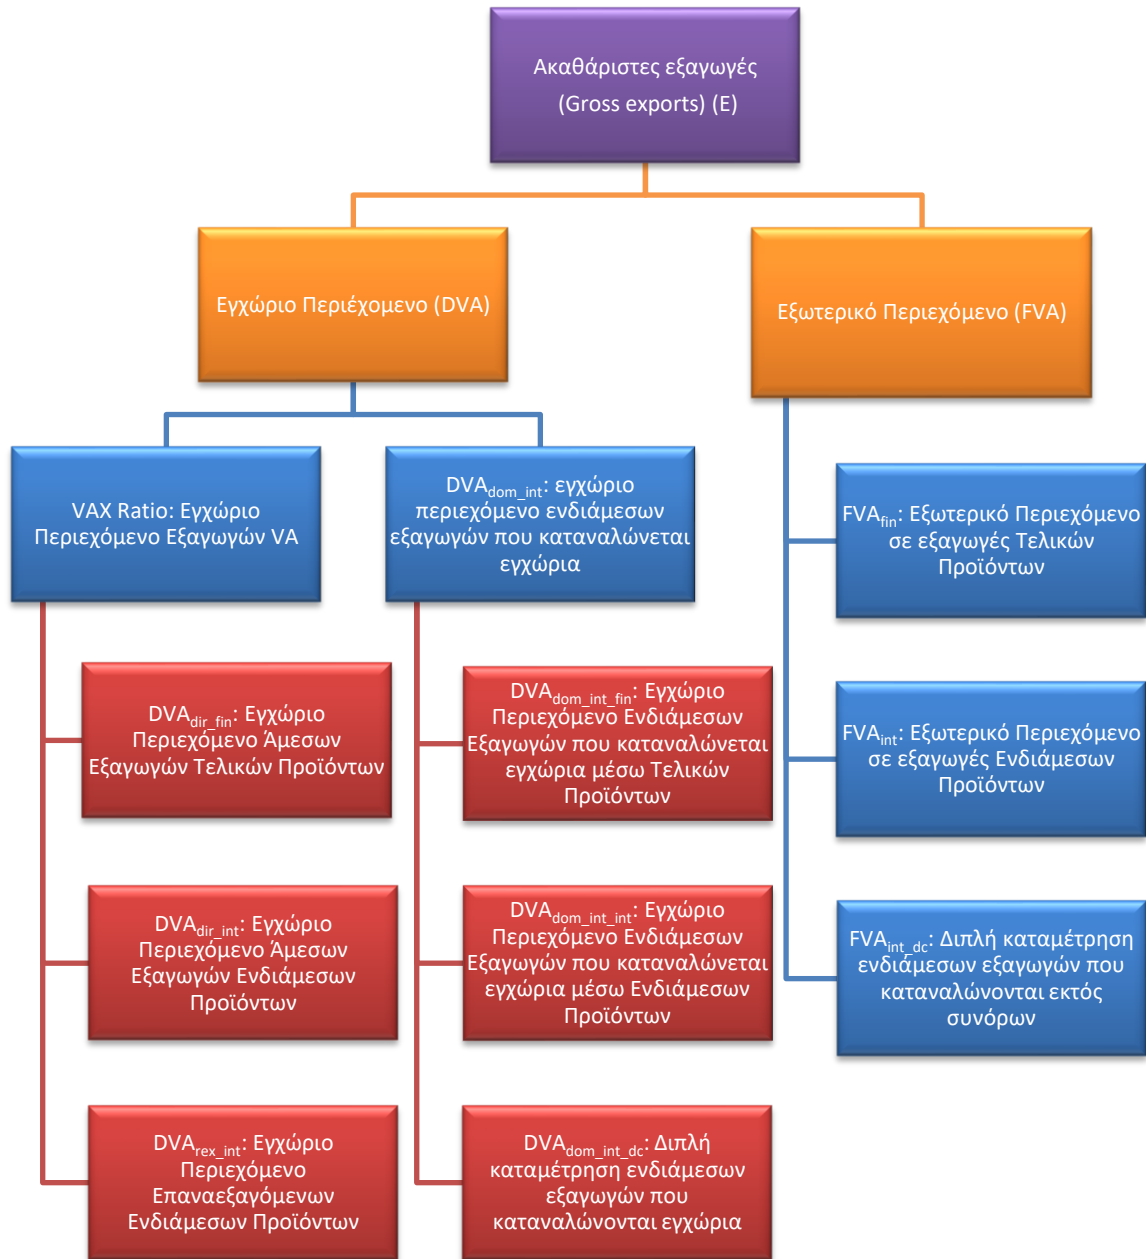 Ακαθάριστες εξαγωγές
(Gross exports) (E)
Εγχώριο Περιέχομενο (DVA)
Εξωτερικό Περιεχόμενο (FVA)
VAX Ratio: Εγχώριο
Περιεχόμενο Εξαγωγών VA
DVAdom_int: εγχώριο
περιεχόμενο ενδιάμεσων
εξαγωγών που καταναλώνεται
εγχώρια
FVAfin: Εξωτερικό Περιεχόμενο
σε εξαγωγές Τελικών
Προϊόντων
DVAdir_fin: Εγχώριο
Περιεχόμενο Άμεσων
Εξαγωγών Τελικών Προϊόντων
DVAdom_int_fin: Εγχώριο
Περιεχόμενο Ενδιάμεσων
Εξαγωγών που καταναλώνεται
εγχώρια μέσω Τελικών
Προϊόντων
FVAint: Εξωτερικό Περιεχόμενο
σε εξαγωγές Ενδιάμεσων
Προϊόντων
DVAdir_int: Εγχώριο
Περιεχόμενο Άμεσων
Εξαγωγών Ενδιάμεσων
Προϊόντων
DVAdom_int_int: Εγχώριο
Περιεχόμενο Ενδιάμεσων
Εξαγωγών που καταναλώνεται
εγχώρια μέσω Ενδιάμεσων
Προϊόντων
FVAint_dc: Διπλή καταμέτρηση
ενδιάμεσων εξαγωγών που
καταναλώνονται εκτός
συνόρων
DVArex_int: Εγχώριο
Περιεχόμενο
Επαναεξαγόμενων
Ενδιάμεσων Προϊόντων
DVAdom_int_dc: Διπλή
καταμέτρηση ενδιάμεσων
εξαγωγών που
καταναλώνονται εγχώρια